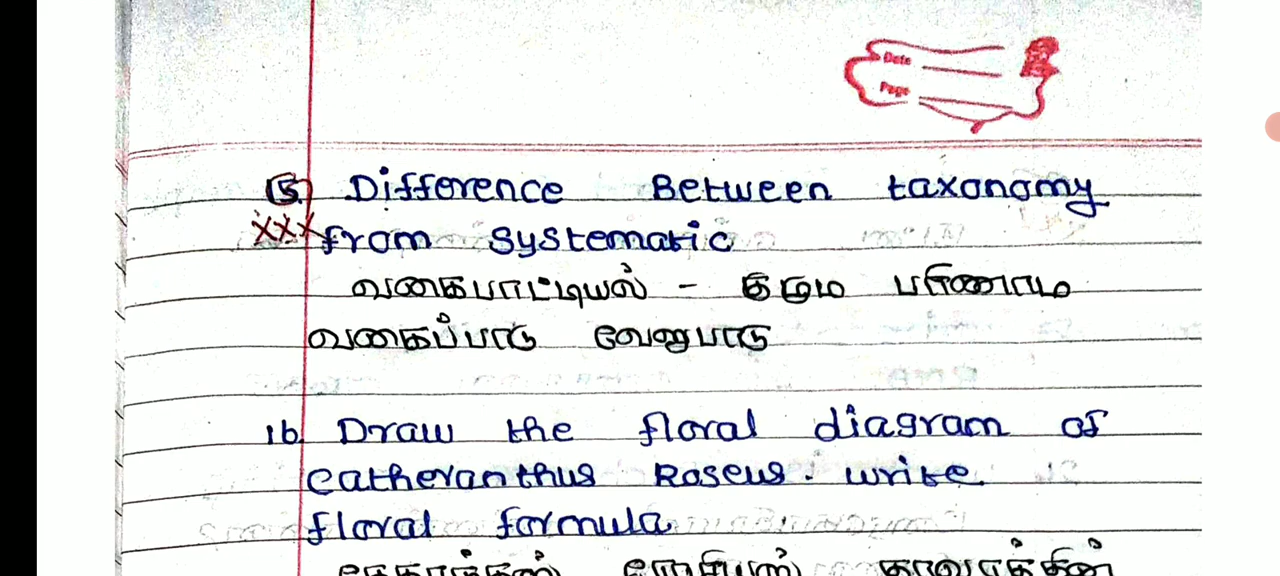 Date
Page
15. Difference Between taxonomy
XXX from Systematic
வகைபாட்டியல் - குழும பரிணாம
வகைப்பாடு வேறுபாடு
16. Draw the floral diagram of
Catheranthus Roseus. write
floral formula